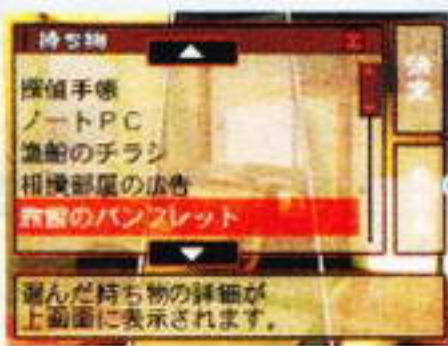 持ち物
探偵手帳
ノートPC
漁船のチラシ
相撲部屋の広告
旅館のパンフレット
選んだ持ち物の詳細が
上画面に表示されます。